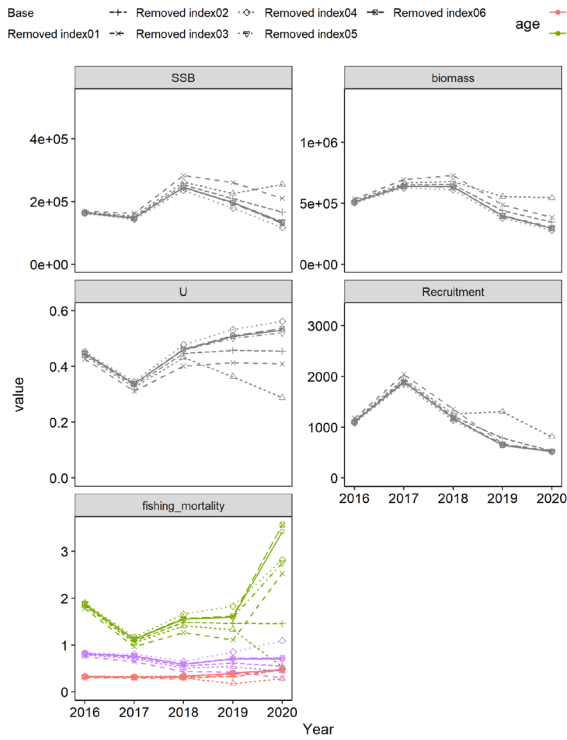 Base Removed index02 Removed index04 Removed index06
Removed index01 Removed index03 Removed index05
age
SSB
biomass
4e+05
2e+05
0e+00
1e+06
5e+05
0e+00
U
Recruitment
0.6
0.4
0.2
0.0
3000
2000
1000
0
2016 2017 2018 2019 2020
fishing_mortality
3
2
1
0
2016 2017 2018 2019 2020
value
Year